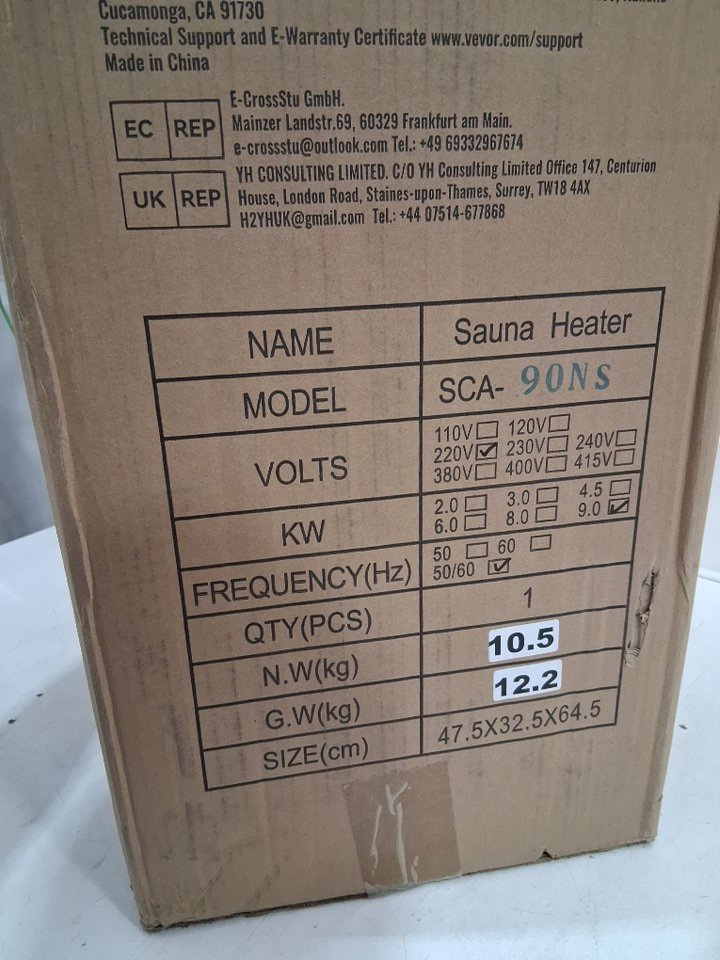 Cucamonga, CA 91730
Technical Support and E-Warranty Certificate www.vevor.com/support
Made in China
EC REP
E-CrossStu GmbH.
Mainzer Landstr.69, 60329 Frankfurt am Main.
e-crossstu@outlook.com Tel.: +49 69332967674
UK REP
YH CONSULTING LIMITED. C/O YH Consulting Limited Office 147, Centurion
House, London Road, Staines-upon-Thames, Surrey, TW18 4AX
H2YHUK@gmail.com Tel.: +44 07514-677868
NAME Sauna Heater
MODEL SCA- 90NS
VOLTS
110V☐ 120V☐
220V☑ 230V☐ 240V☐
380V☐ 400V☐ 415V☐
KW
2.0 ☐ 3.0 ☐ 4.5 ☐
6.0 ☐ 8.0 ☐ 9.0 ☑
FREQUENCY(Hz)
50 ☐ 60 ☐
50/60 ☑
QTY(PCS) 1
N.W(kg) 10.5
G.W(kg) 12.2
SIZE(cm) 47.5X32.5X64.5